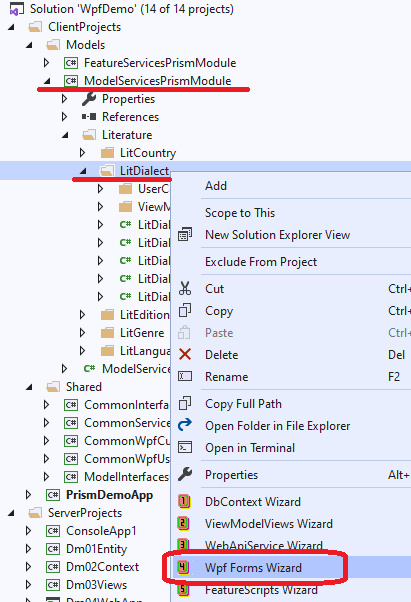 Solution 'WpfDemo' (14 of 14 projects)
ClientProjects
Models
FeatureServicesPrismModule
ModelServicesPrismModule
Properties
References
Literature
LitCountry
LitDialect
UserC
ViewM
LitDial
LitDial
LitDial
LitDial
LitDial
LitEdition
LitGenre
LitLangua
ModelService
Shared
CommonInterfa
CommonService
CommonWpfCu
CommonWpfUs
ModelInterfaces
PrismDemoApp
ServerProjects
ConsoleApp1
Dm01Entity
Dm02Context
Dm03Views
Dm04WebApp
Add
Scope to This
New Solution Explorer View
Exclude From Project
Cut Ctrl+
Copy Ctrl+
Paste Ctrl+
Delete Del
Rename F2
Copy Full Path
Open Folder in File Explorer
Open in Terminal
Properties Alt+
1 DbContext Wizard
2 ViewModelViews Wizard
3 WebApiService Wizard
4 Wpf Forms Wizard
5 FeatureScripts Wizard